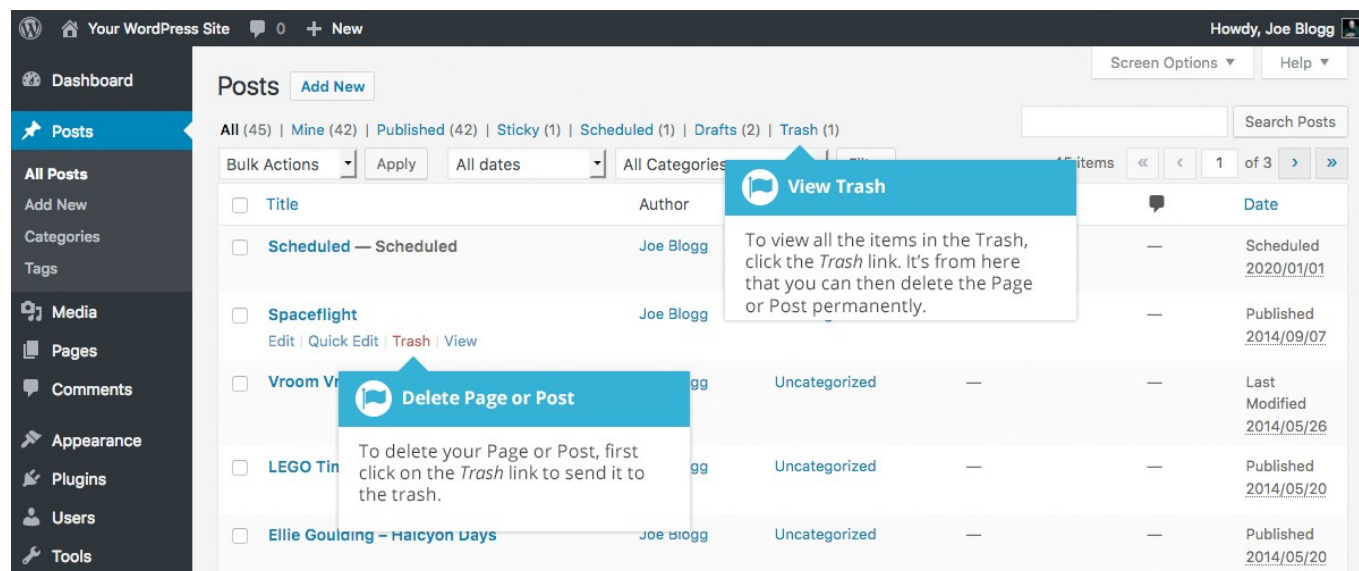 Your WordPress Site 0 + New Howdy, Joe Blogg
Screen Options ▼ Help ▼
Dashboard
Posts
All Posts
Add New
Categories
Tags
Media
Pages
Comments
Appearance
Plugins
Users
Tools
Posts Add New
All (45) | Mine (42) | Published (42) | Sticky (1) | Scheduled (1) | Drafts (2) | Trash (1)
Search Posts
Bulk Actions Apply All dates All Categories items « ‹ 1 of 3 › »
Title Author Date
Scheduled — Scheduled Joe Blogg — Scheduled
2020/01/01
Spaceflight Joe Blogg — Published
2014/09/07
Edit | Quick Edit | Trash | View
Vroom Uncategorized — — Last
Modified
2014/05/26
LEGO Uncategorized — — Published
2014/05/20
Ellie Goulding – Halcyon Days Joe Blogg Uncategorized — — Published
2014/05/20
View Trash
To view all the items in the Trash,
click the Trash link. It's from here
that you can then delete the Page
or Post permanently.
Delete Page or Post
To delete your Page or Post, first
click on the Trash link to send it to
the trash.